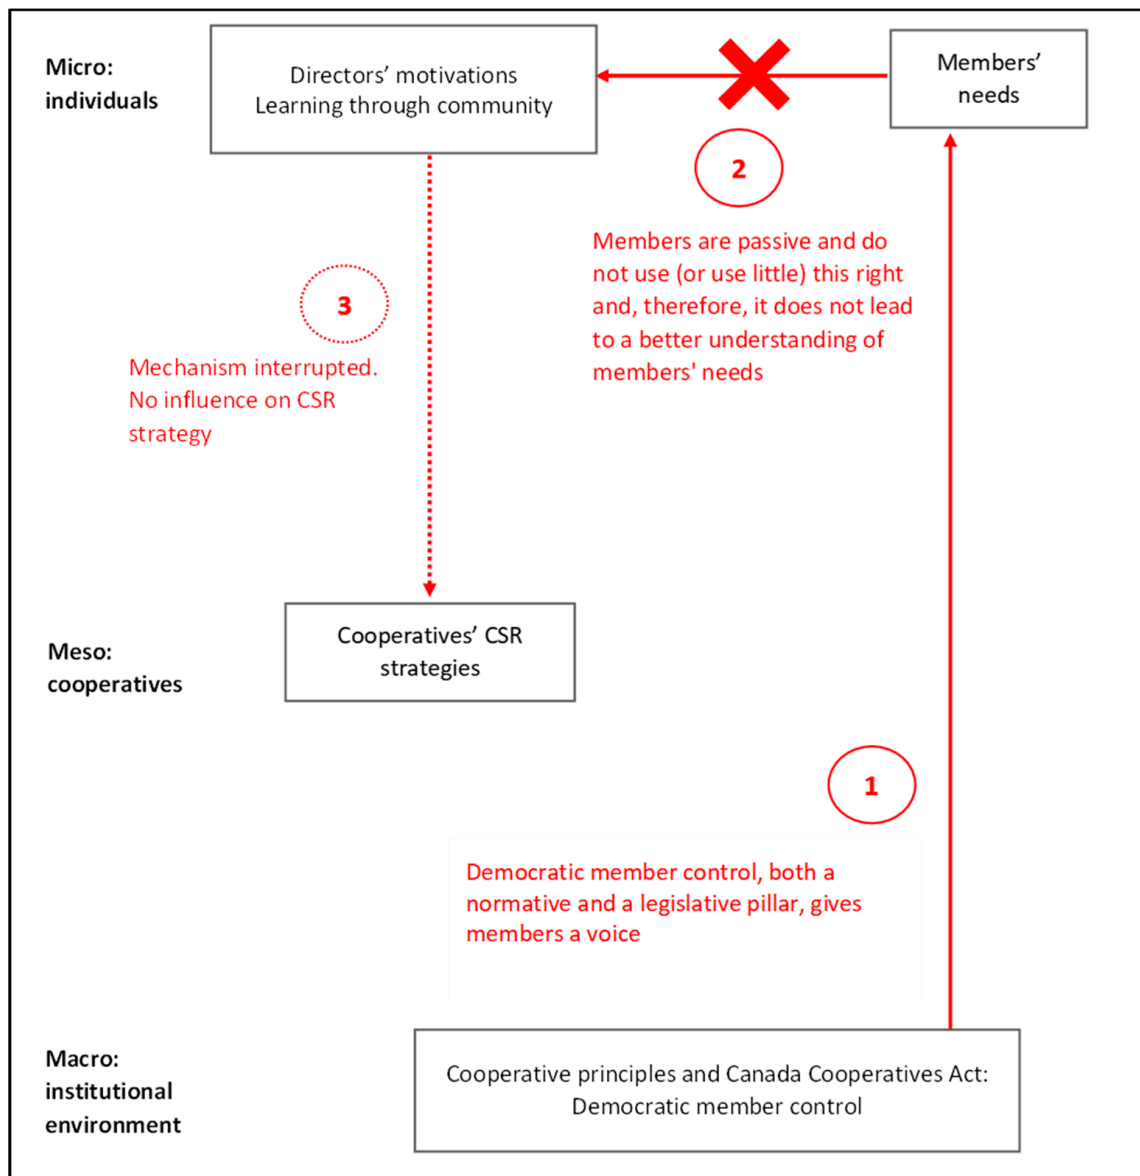 Micro:
individuals
Directors’ motivations
Learning through community
Members’
needs
2
Members are passive and do
not use (or use little) this right
and, therefore, it does not lead
to a better understanding of
members' needs
3
Mechanism interrupted.
No influence on CSR
strategy
Meso:
cooperatives
Cooperatives’ CSR
strategies
1
Democratic member control, both a
normative and a legislative pillar, gives
members a voice
Macro:
institutional
environment
Cooperative principles and Canada Cooperatives Act:
Democratic member control